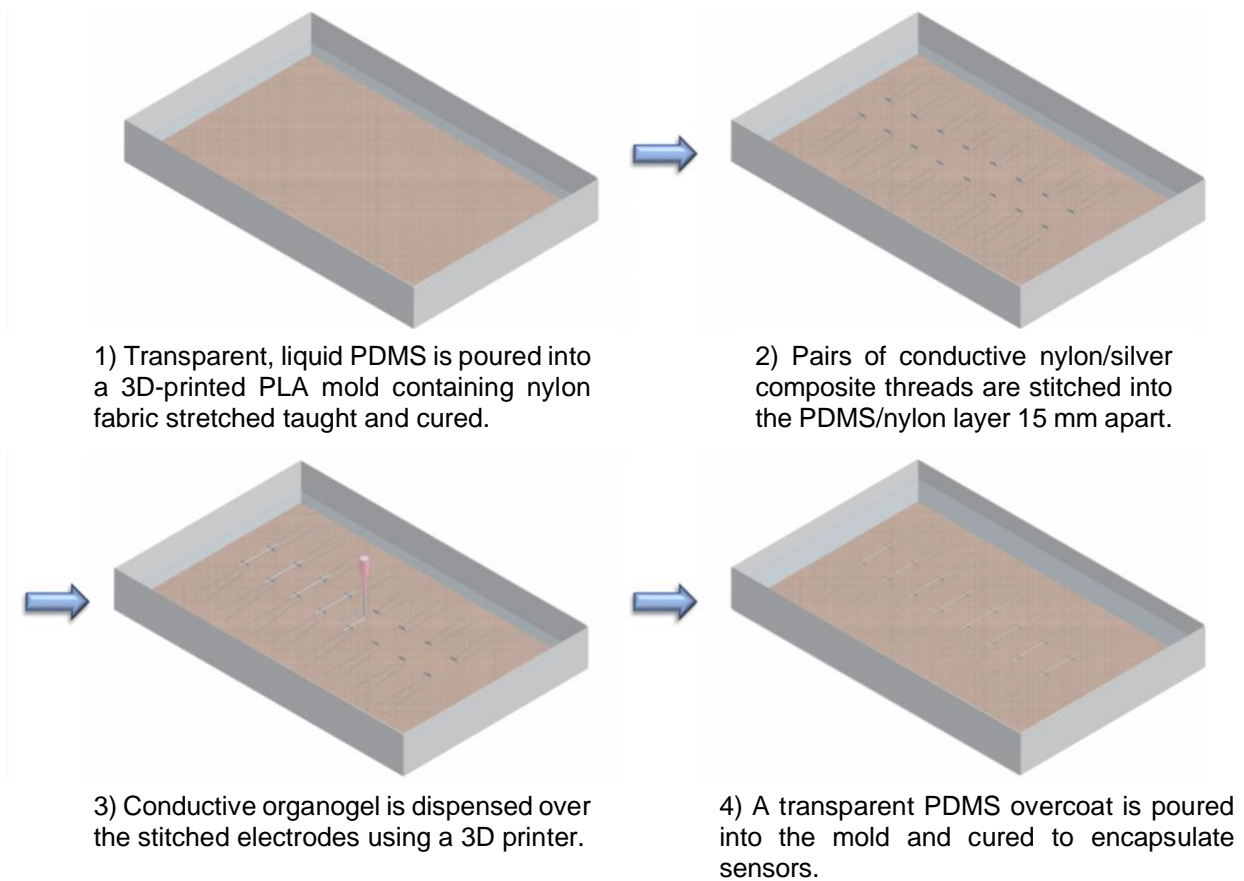 1) Transparent, liquid PDMS is poured into
a 3D-printed PLA mold containing nylon
fabric stretched taught and cured.
2) Pairs of conductive nylon/silver
composite threads are stitched into
the PDMS/nylon layer 15 mm apart.
3) Conductive organogel is dispensed over
the stitched electrodes using a 3D printer.
4) A transparent PDMS overcoat is poured
into the mold and cured to encapsulate
sensors.